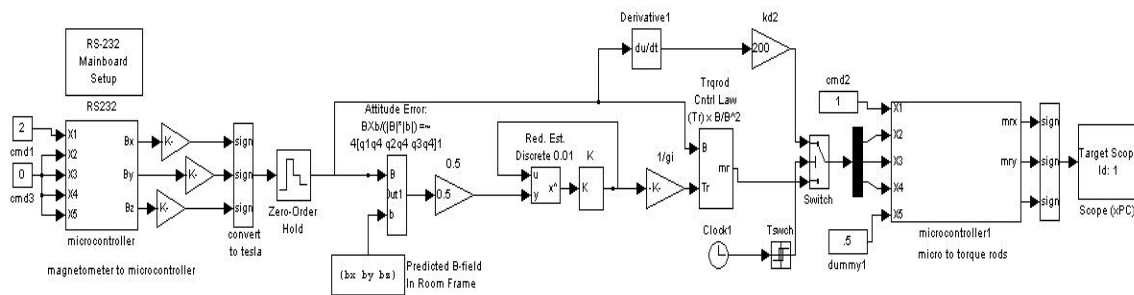 RS-232
Mainboard
Setup
RS232
2
cmd1
0
cmd3
X1
X2
X3
X4
X5
Bx
By
Bz
microcontroller
magnetometer to microcontroller
K-
K-
K-
sign
sign
sign
convert
to tesla
Zero-Order
Hold
Attitude Error:
BXb/(|B|*|b|) =~
4[q1q4 q2q4 q3q4]1
B
b
Out1
(bx by bz)
Predicted B-field
In Room Frame
0.5
0.5
Red. Est.
Discrete 0.01
u
y
x^
K
K
1/gi
-K-
Derivative1
du/dt
kd2
200
Trqrod
Cntrl Law
(Tr) x B/B^2
B
Tr
mr
Clock1
Tswch
Switch
cmd2
1
X1
X2
X3
X4
X5
.5
dummy1
mrx
mry
mrz
microcontroller1
micro to torque rods
sign
sign
sign
Target Scop
Id: 1
Scope (xPC)